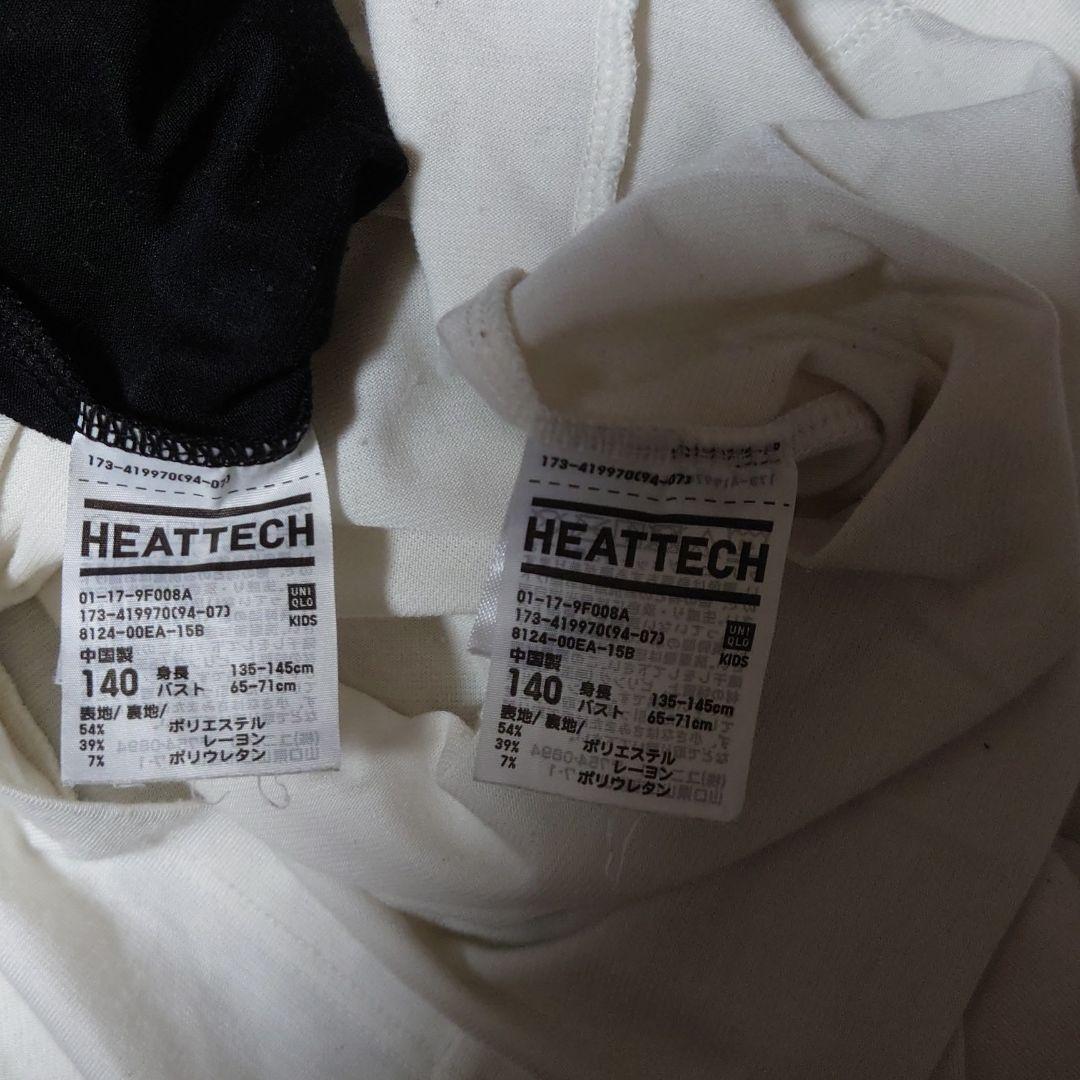 173-419970(94-07)
HEATTECH
01-17-9F008A
173-419970(94-07)
8124-00EA-15B
UNI
QLO
KIDS
中国製
140 身長 135-145cm
バスト 65-71cm
表地/裏地/
54% ポリエステル
39% レーヨン
7% ポリウレタン
173-419970(94-07)
HEATTECH
01-17-9F008A
173-419970(94-07)
8124-00EA-15B
UNI
QLO
KIDS
中国製
140 身長 135-145cm
バスト 65-71cm
表地/裏地/
54% ポリエステル
39% レーヨン
7% ポリウレタン